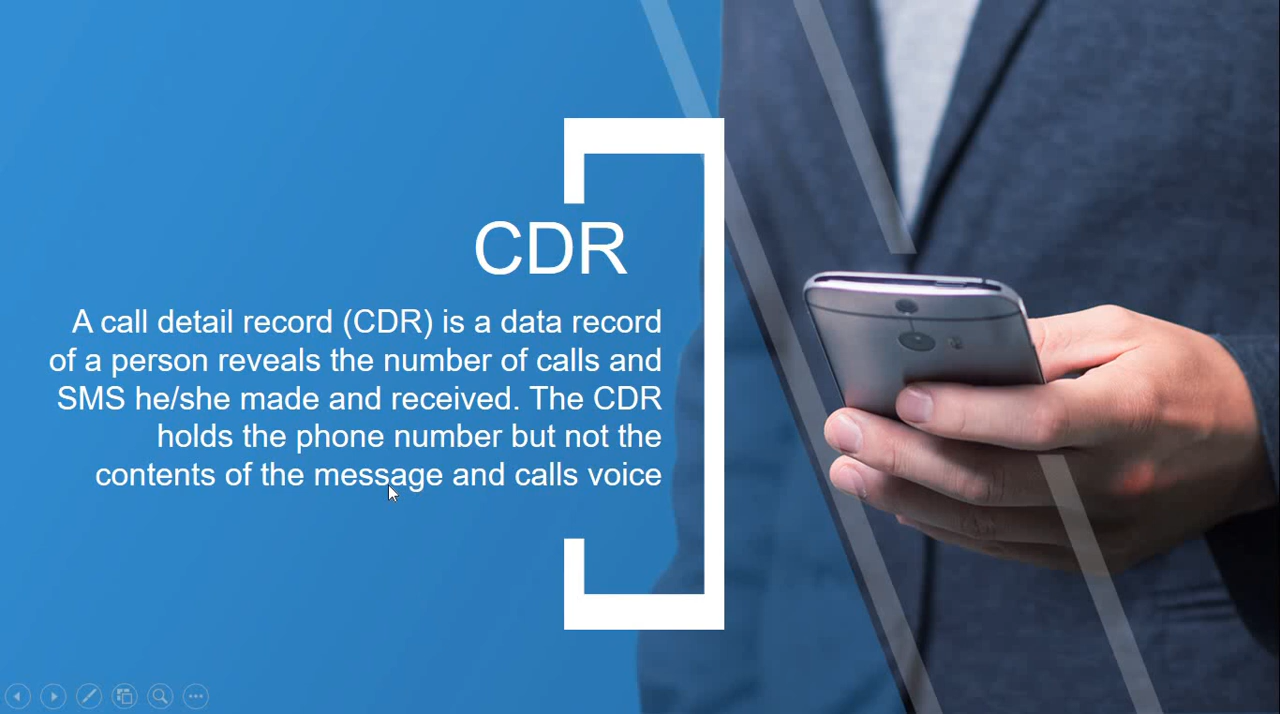 CDR
A call detail record (CDR) is a data record
of a person reveals the number of calls and
SMS he/she made and received. The CDR
holds the phone number but not the
contents of the message and calls voice